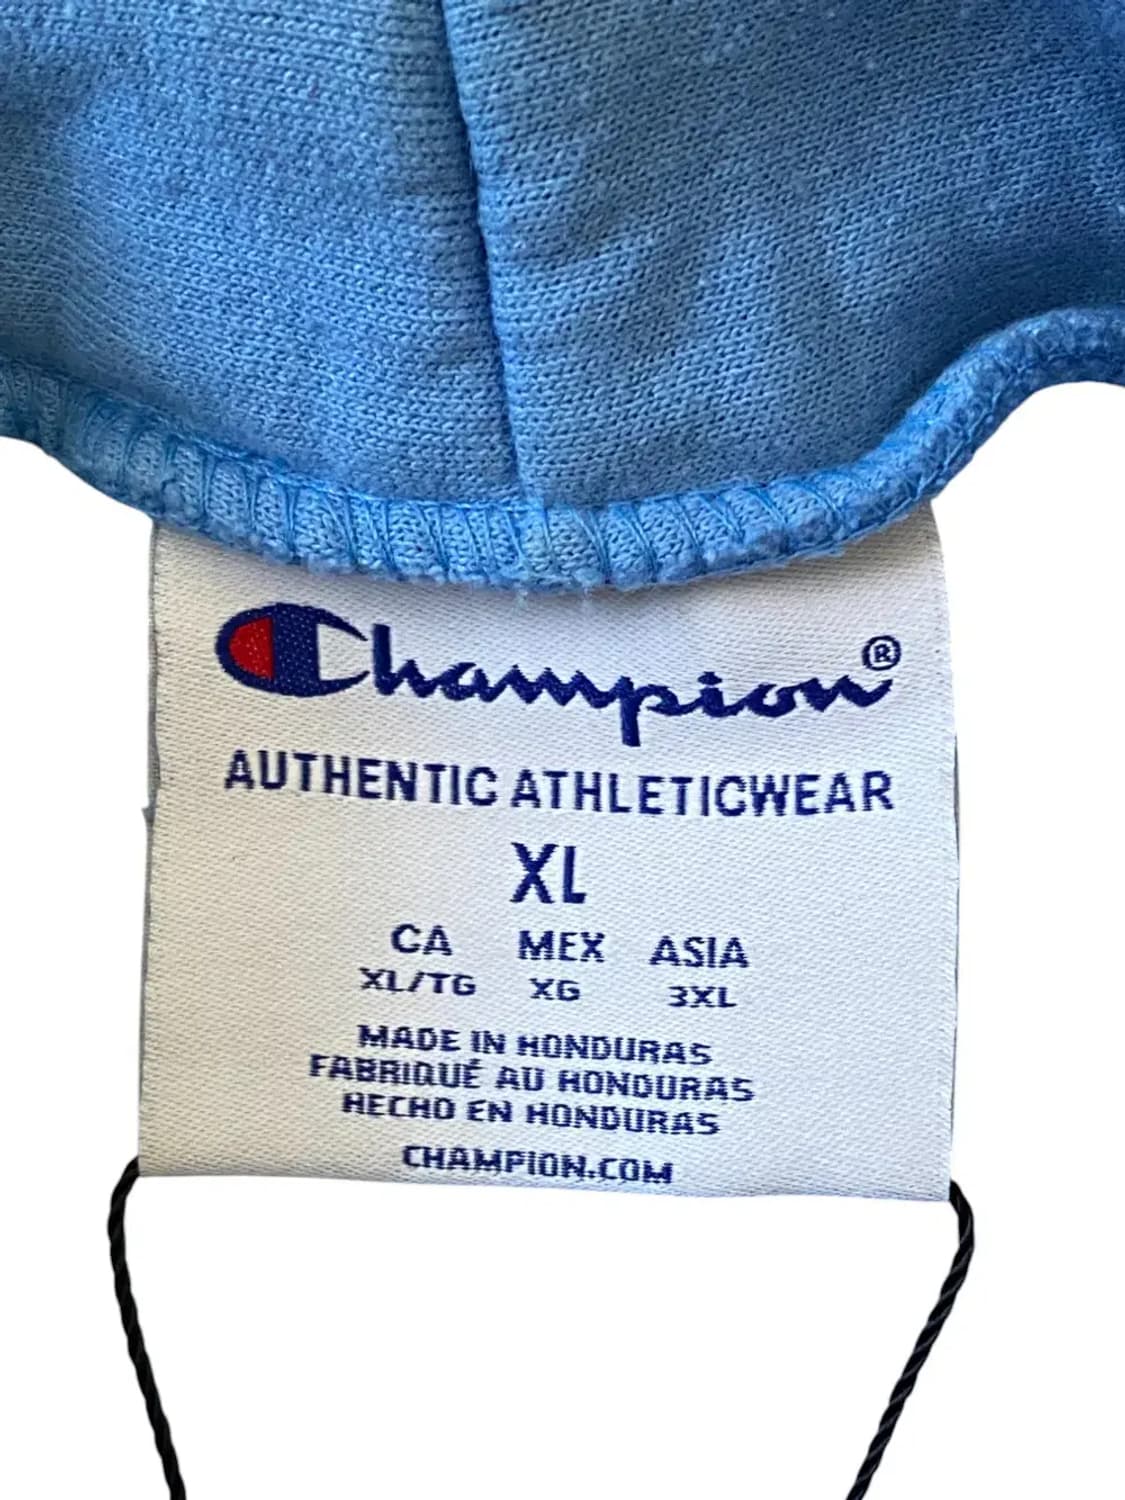 Champion®
AUTHENTIC ATHLETICWEAR
XL
CA MEX ASIA
XL/TG XG 3XL
MADE IN HONDURAS
FABRIQUÉ AU HONDURAS
HECHO EN HONDURAS
CHAMPION.COM